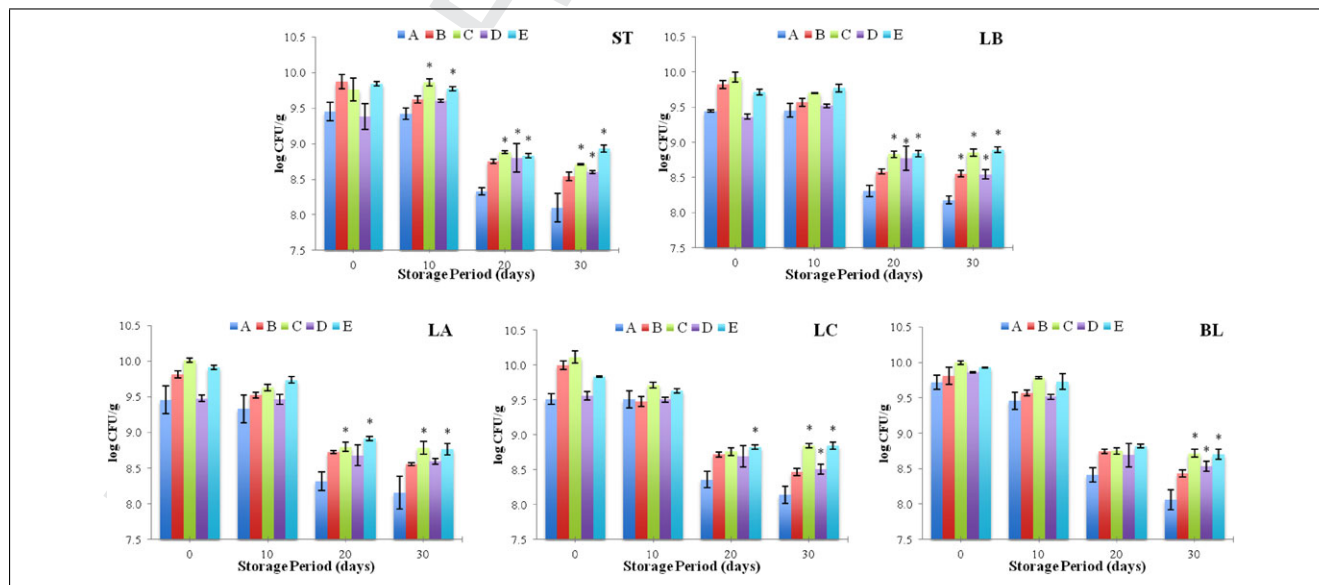 10.5 A B C D E ST
10.0
9.5
9.0
8.5
8.0
7.5
log CFU/g
* * * * * * * *
0 10 20 30
Storage Period (days)
10.5 A B C D E LB
10.0
9.5
9.0
8.5
8.0
7.5
log CFU/g
* * * * * * *
0 10 20 30
Storage Period (days)
10.5 A B C D E LA
10.0
9.5
9.0
8.5
8.0
7.5
log CFU/g
* * * *
0 10 20 30
Storage Period (days)
10.5 A B C D E LC
10.0
9.5
9.0
8.5
8.0
7.5
log CFU/g
* * * *
0 10 20 30
Storage Period (days)
10.5 A B C D E BL
10.0
9.5
9.0
8.5
8.0
7.5
log CFU/g
* * *
0 10 20 30
Storage Period (days)